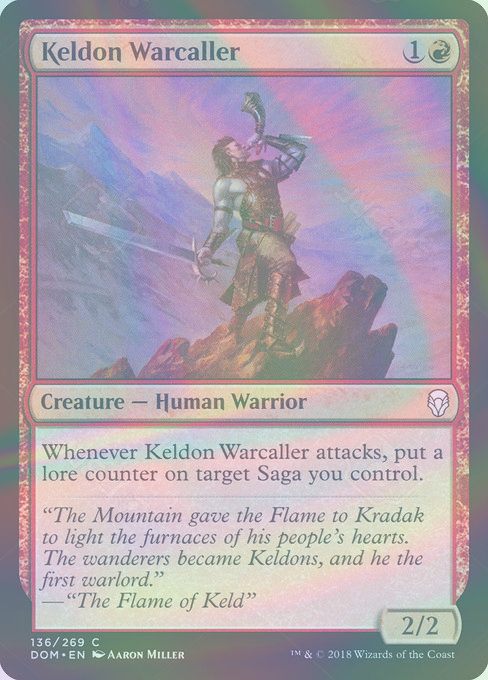 Keldon Warcaller 1
Creature — Human Warrior
Whenever Keldon Warcaller attacks, put a
lore counter on target Saga you control.
“The Mountain gave the Flame to Kradak
to light the furnaces of his people’s hearts.
The wanderers became Keldons, and he the
first warlord.”
—“The Flame of Keld”
2/2
136/269 C
DOM • EN Aaron Miller ™ & © 2018 Wizards of the Coast